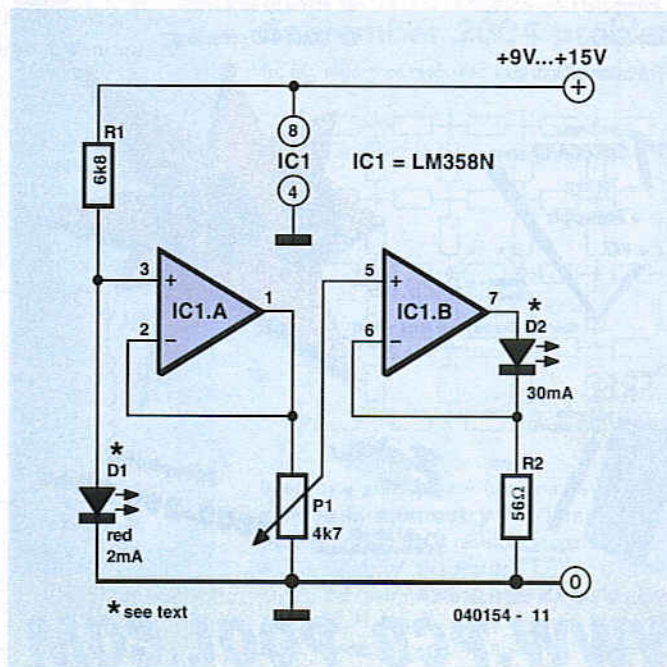 +9V...+15V
+
R1
6k8
8
IC1
4
IC1 = LM358N
3
+
IC1.A
1
2
−
5
+
IC1.B
7
6
−
*
D2
30mA
*
D1
red
2mA
P1
4k7
R2
56Ω
0
* see text
040154 - 11